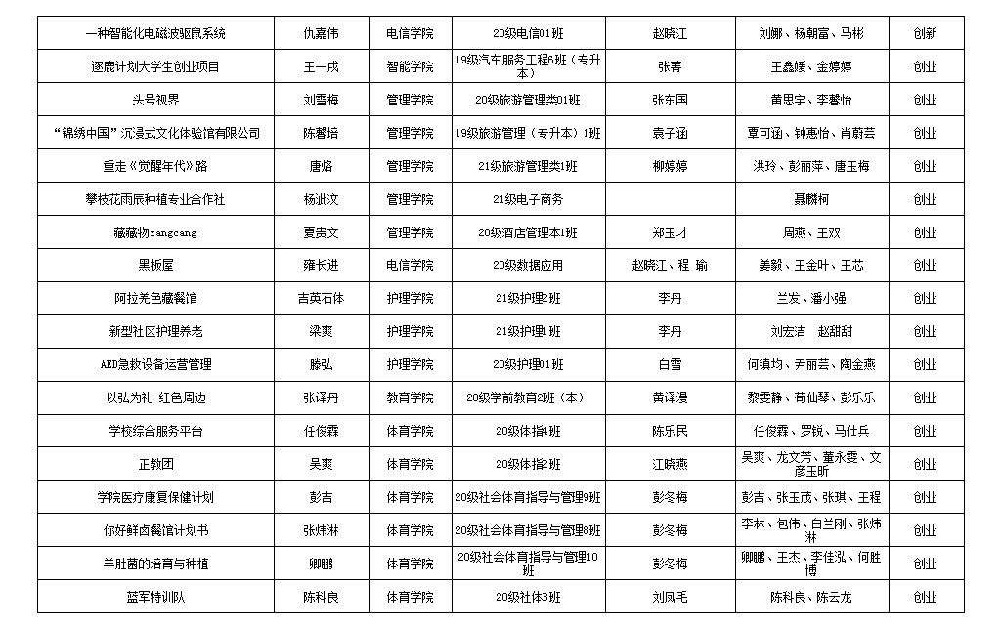 一种智能化电磁波驱鼠系统 仇嘉伟 电信学院 20级电信01班 赵晓江 刘娜、杨朝富、马彬 创新
逐鹿计划大学生创业项目 王一戌 智能学院 19级汽车服务工程6班（专升本） 张菁 王鑫媛、金婷婷 创业
头号视界 刘雪梅 管理学院 20级旅游管理类01班 张东国 黄思宇、李馨怡 创业
“锦绣中国”沉浸式文化体验馆有限公司 陈馨培 管理学院 19级旅游管理（专升本）1班 袁子涵 覃可涵、钟惠怡、肖蔚芸 创业
重走《觉醒年代》路 唐烙 管理学院 21级旅游管理类1班 柳婷婷 洪玲、彭丽萍、唐玉梅 创业
攀枝花雨辰种植专业合作社 杨泚汶 管理学院 21级电子商务 聂麟柯 创业
藏藏物zangcang 夏贵文 管理学院 20级酒店管理本1班 郑玉才 周燕、王双 创业
黑板屋 雍长进 电信学院 20级数据应用 赵晓江、程 瑜 姜毅、王金叶、王芯 创业
阿拉羌色藏餐馆 吉英石体 护理学院 21级护理2班 李丹 兰发、潘小强 创业
新型社区护理养老 梁爽 护理学院 21级护理1班 李丹 刘宏洁 赵甜甜 创业
AED急救设备运营管理 滕弘 护理学院 20级护理01班 白雪 何镇均、尹丽芸、陶金燕 创业
以弘为礼-红色周边 张译丹 教育学院 20级学前教育2班（本） 黄译漫 黎雯静、苟仙琴、彭乐乐 创业
学校综合服务平台 任俊霖 体育学院 20级体指4班 陈乐民 任俊霖、罗锐、马仕兵 创业
正教团 吴爽 体育学院 20级体指2班 江晓燕 吴爽、龙文芳、董永雯、文彦玉昕 创业
学院医疗康复保健计划 彭吉 体育学院 20级社会体育指导与管理9班 彭冬梅 彭吉、张玉茂、张琪、王程 创业
你好鲜卤餐馆计划书 张炜淋 体育学院 20级社会体育指导与管理8班 彭冬梅 李林、包伟、白兰刚、张炜淋 创业
羊肚菌的培育与种植 卿鹏 体育学院 20级社会体育指导与管理10班 彭冬梅 卿鹏、王杰、李佳泓、何胜博 创业
蓝军特训队 陈科良 体育学院 20级社体3班 刘凤毛 陈科良、陈云龙 创业